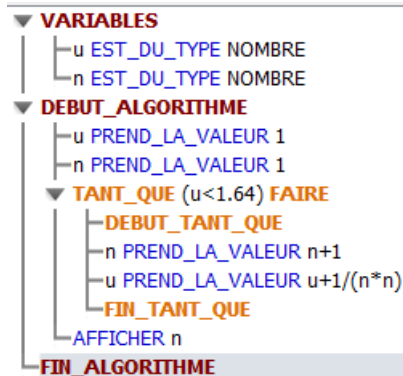 VARIABLES
u EST_DU_TYPE NOMBRE
n EST_DU_TYPE NOMBRE
DEBUT_ALGORITHME
u PREND_LA_VALEUR 1
n PREND_LA_VALEUR 1
TANT_QUE (u<1.64) FAIRE
DEBUT_TANT_QUE
n PREND_LA_VALEUR n+1
u PREND_LA_VALEUR u+1/(n*n)
FIN_TANT_QUE
AFFICHER n
FIN_ALGORITHME